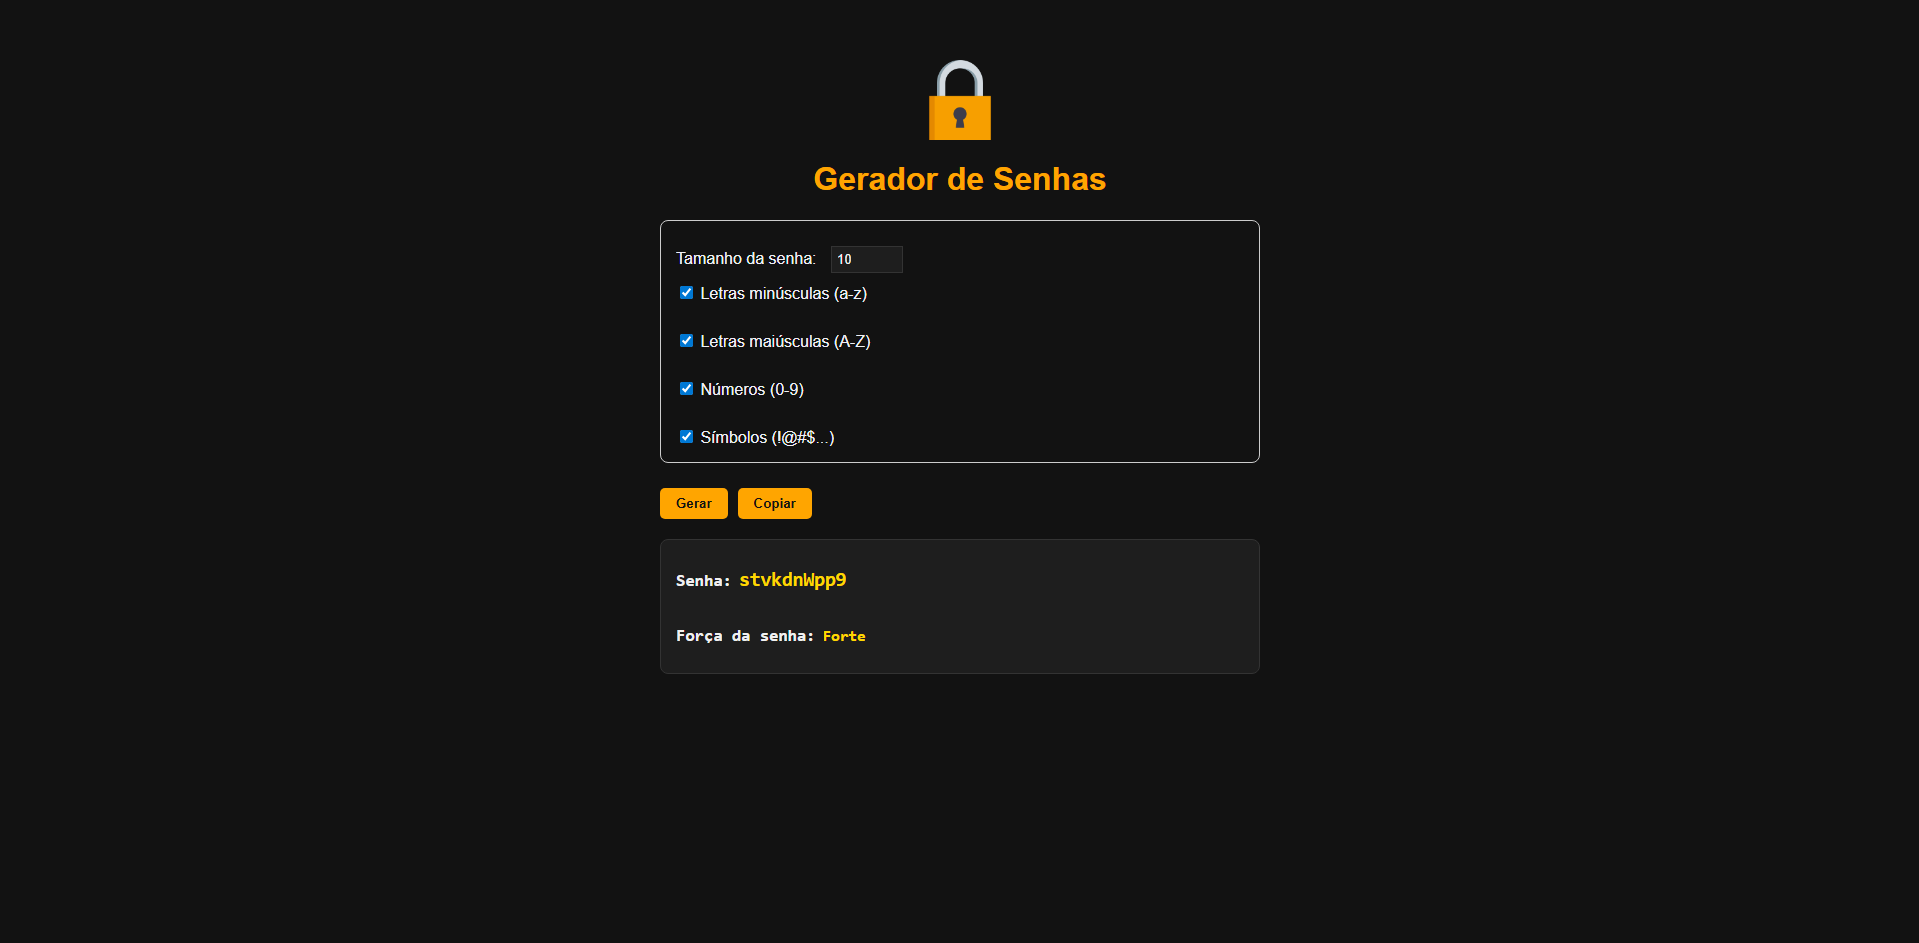 Gerador de Senhas
Tamanho da senha: 10
Letras minúsculas (a-z)
Letras maiúsculas (A-Z)
Números (0-9)
Símbolos (!@#$...)
Gerar Copiar
Senha: stvkdnWpp9
Força da senha: Forte